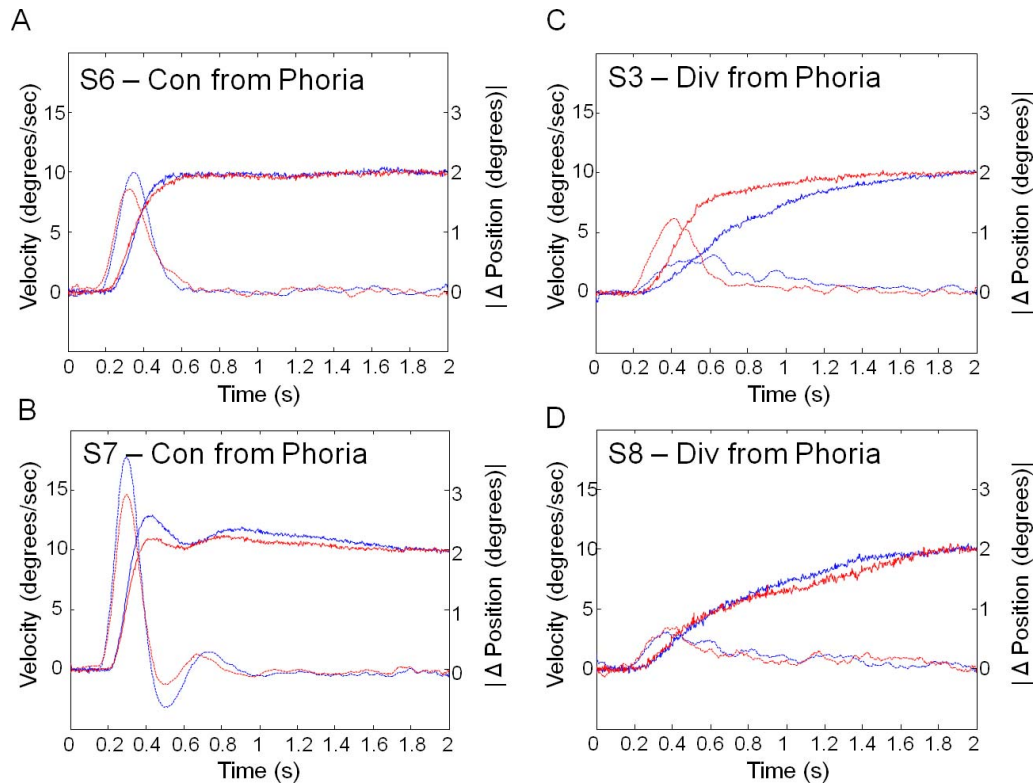 A
S6 – Con from Phoria
Velocity (degrees/sec)
15
10
5
0
3
2
1
0
| Δ Position (degrees)|
0 0.2 0.4 0.6 0.8 1 1.2 1.4 1.6 1.8 2
Time (s)
B
S7 – Con from Phoria
Velocity (degrees/sec)
15
10
5
0
3
2
1
0
| Δ Position (degrees)|
0 0.2 0.4 0.6 0.8 1 1.2 1.4 1.6 1.8 2
Time (s)
C
S3 – Div from Phoria
Velocity (degrees/sec)
15
10
5
0
3
2
1
0
| Δ Position (degrees)|
0 0.2 0.4 0.6 0.8 1 1.2 1.4 1.6 1.8 2
Time (s)
D
S8 – Div from Phoria
Velocity (degrees/sec)
15
10
5
0
3
2
1
0
| Δ Position (degrees)|
0 0.2 0.4 0.6 0.8 1 1.2 1.4 1.6 1.8 2
Time (s)